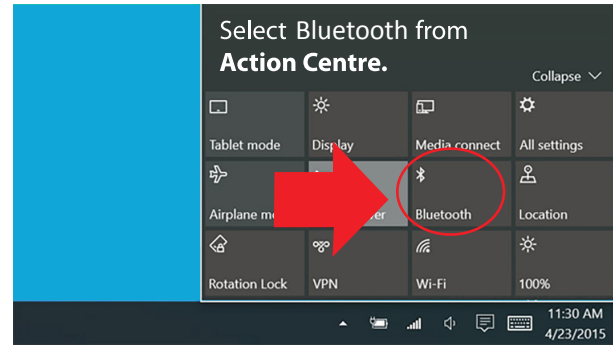 Select Bluetooth from
Action Centre.
Collapse
Tablet mode Display Media connect All settings
Airplane Bluetooth Location
Rotation Lock VPN Wi-Fi 100%
11:30 AM
4/23/2015